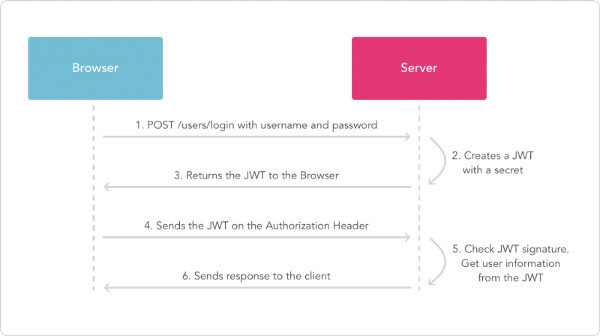 Browser
Server
1. POST /users/login with username and password
2. Creates a JWT
with a secret
3. Returns the JWT to the Browser
4. Sends the JWT on the Authorization Header
5. Check JWT signature.
Get user information
from the JWT
6. Sends response to the client